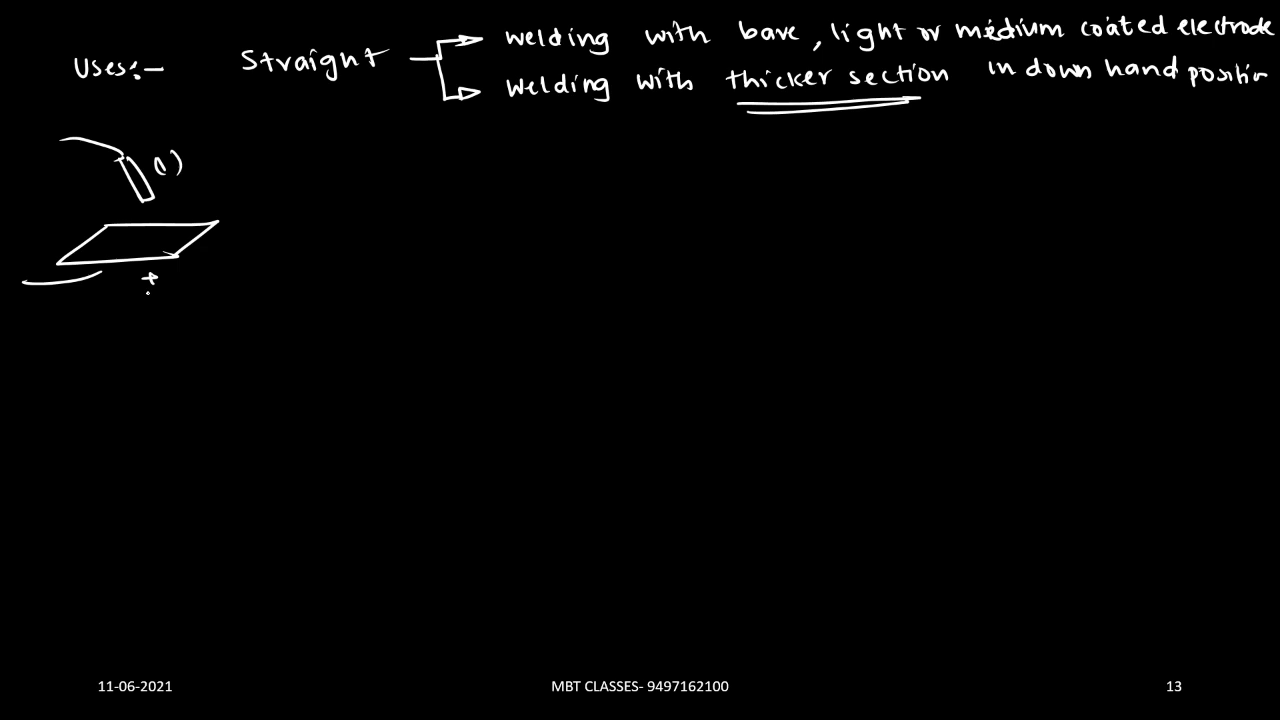 Uses:- Straight → welding with bare, light or medium coated electrode
→ welding with thicker section in down hand position
(1)
+
11-06-2021 MBT CLASSES- 9497162100 13